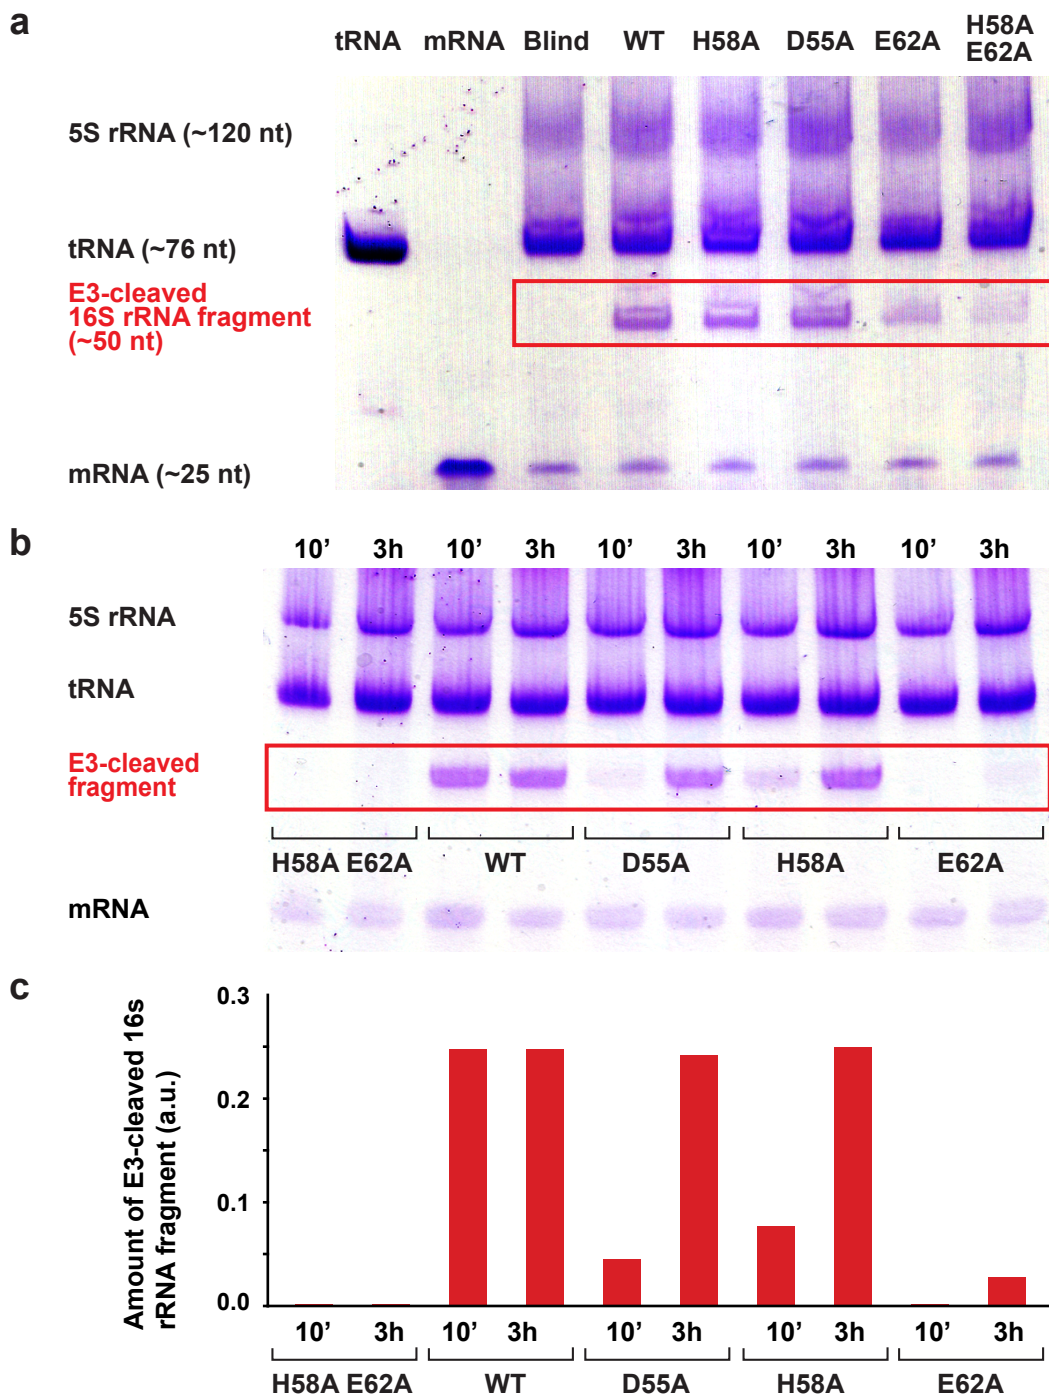 a
tRNA mRNA Blind WT H58A D55A E62A H58A
E62A
5S rRNA (~120 nt)
tRNA (~76 nt)
E3-cleaved
16S rRNA fragment
(~50 nt)
mRNA (~25 nt)
b
10’ 3h 10’ 3h 10’ 3h 10’ 3h 10’ 3h
5S rRNA
tRNA
E3-cleaved
fragment
H58A E62A WT D55A H58A E62A
mRNA
c
Amount of E3-cleaved 16s
rRNA fragment (a.u.)
0.3
0.2
0.1
0.0
10’ 3h 10’ 3h 10’ 3h 10’ 3h 10’ 3h
H58A E62A WT D55A H58A E62A